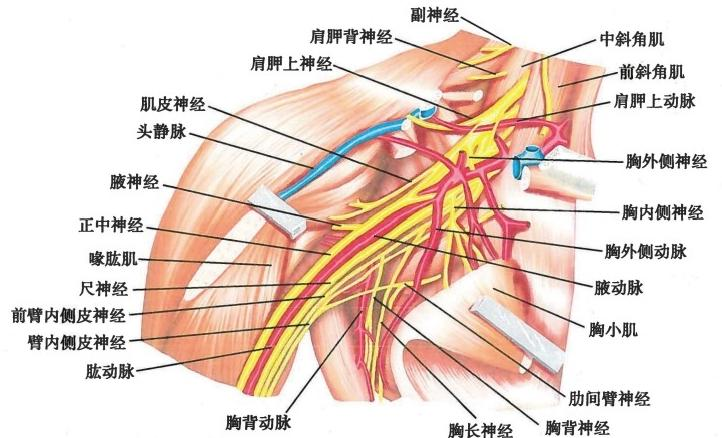 副神经
肩胛背神经
中斜角肌
肩胛上神经
前斜角肌
肌皮神经
肩胛上动脉
头静脉
胸外侧神经
腋神经
胸内侧神经
正中神经
胸外侧动脉
喙肱肌
腋动脉
尺神经
前臂内侧皮神经
胸小肌
臂内侧皮神经
肱动脉
肋间臂神经
胸背动脉
胸长神经
胸背神经